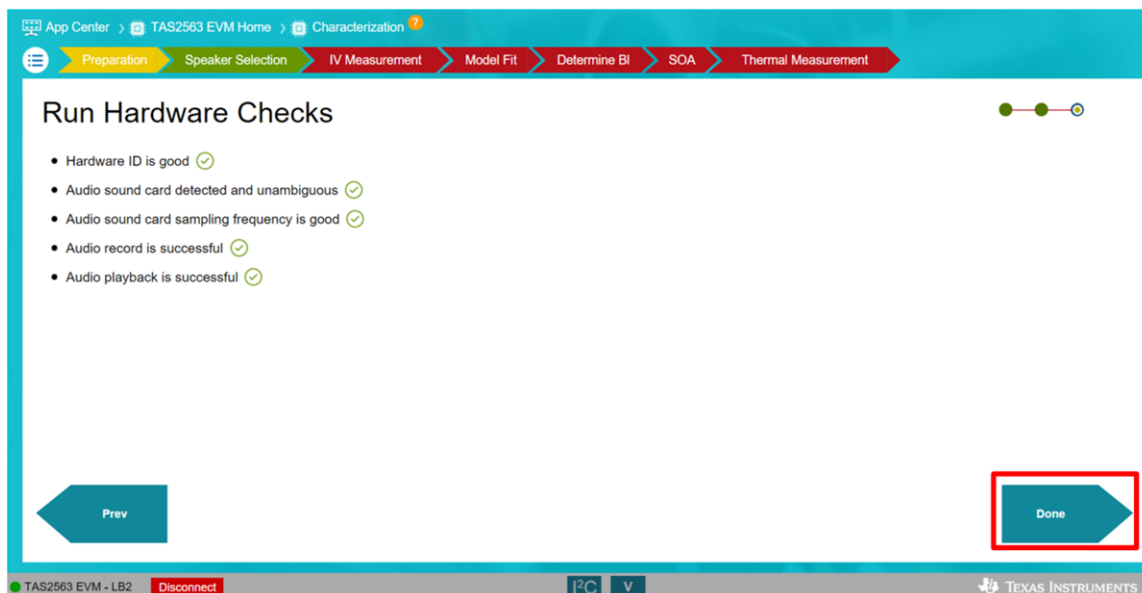 App Center > TAS2563 EVM Home > Characterization ?
Preparation Speaker Selection IV Measurement Model Fit Determine BI SOA Thermal Measurement
Run Hardware Checks
• Hardware ID is good
• Audio sound card detected and unambiguous
• Audio sound card sampling frequency is good
• Audio record is successful
• Audio playback is successful
Prev Done
TAS2563 EVM - LB2 Disconnect I²C V TEXAS INSTRUMENTS